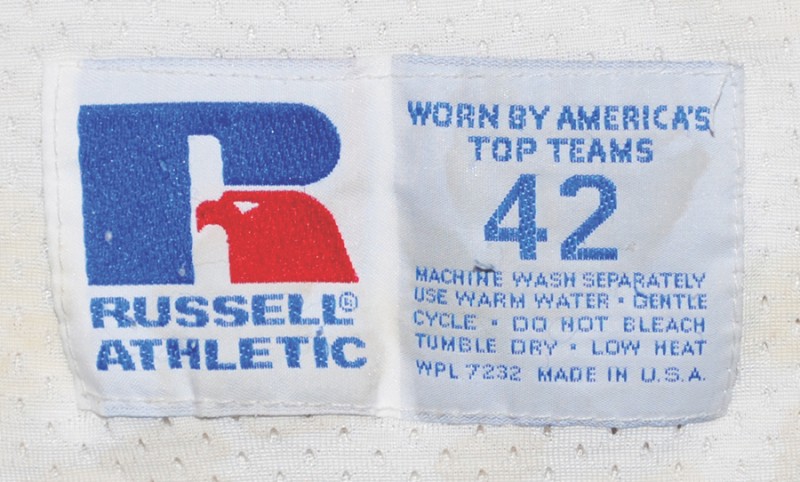 RUSSELL®
ATHLETIC
WORN BY AMERICA'S
TOP TEAMS
42
MACHINE WASH SEPARATELY
USE WARM WATER • GENTLE
CYCLE • DO NOT BLEACH
TUMBLE DRY • LOW HEAT
WPL 7232 MADE IN U.S.A.